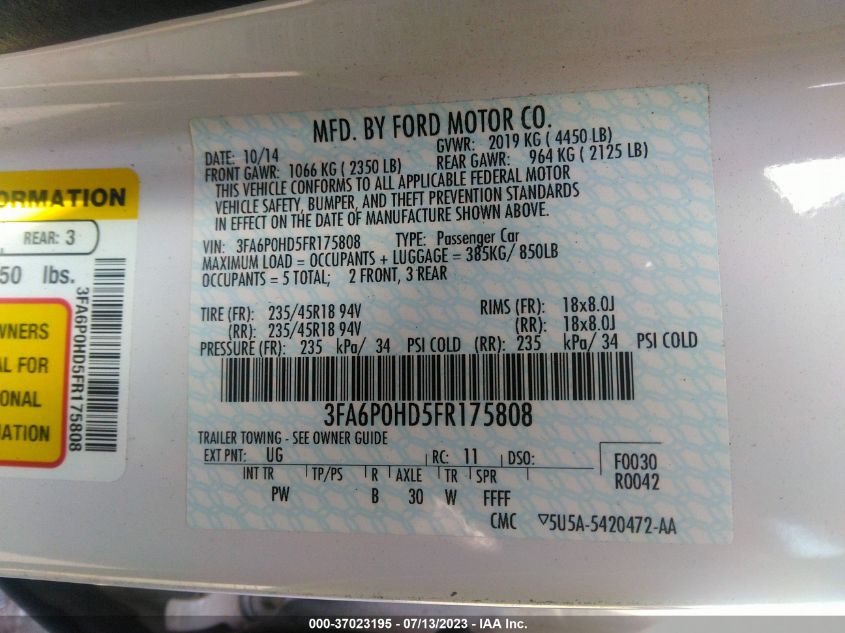 MFD. BY FORD MOTOR CO.
DATE: 10/14 GVWR: 2019 KG ( 4450 LB)
FRONT GAWR: 1066 KG ( 2350 LB) REAR GAWR: 964 KG ( 2125 LB)
THIS VEHICLE CONFORMS TO ALL APPLICABLE FEDERAL MOTOR
VEHICLE SAFETY, BUMPER, AND THEFT PREVENTION STANDARDS
IN EFFECT ON THE DATE OF MANUFACTURE SHOWN ABOVE.
VIN: 3FA6P0HD5FR175808 TYPE: Passenger Car
MAXIMUM LOAD = OCCUPANTS + LUGGAGE = 385KG/ 850LB
OCCUPANTS = 5 TOTAL; 2 FRONT, 3 REAR
TIRE (FR): 235/45R18 94V RIMS (FR): 18x8.0J
(RR): 235/45R18 94V (RR): 18x8.0J
PRESSURE (FR): 235 kPa/ 34 PSI COLD (RR): 235 kPa/ 34 PSI COLD
3FA6P0HD5FR175808
TRAILER TOWING - SEE OWNER GUIDE
EXT PNT: UG RC: 11 DSO:
F0030
R0042
INT TR TP/PS R AXLE TR SPR
PW B 30 W FFFF
CMC ▽5U5A-5420472-AA
ORMATION
REAR: 3
50 lbs.
3FA6P0HD5FR175808
WNERS
AL FOR
ONAL
MATION
000-37023195 - 07/13/2023 - IAA Inc.